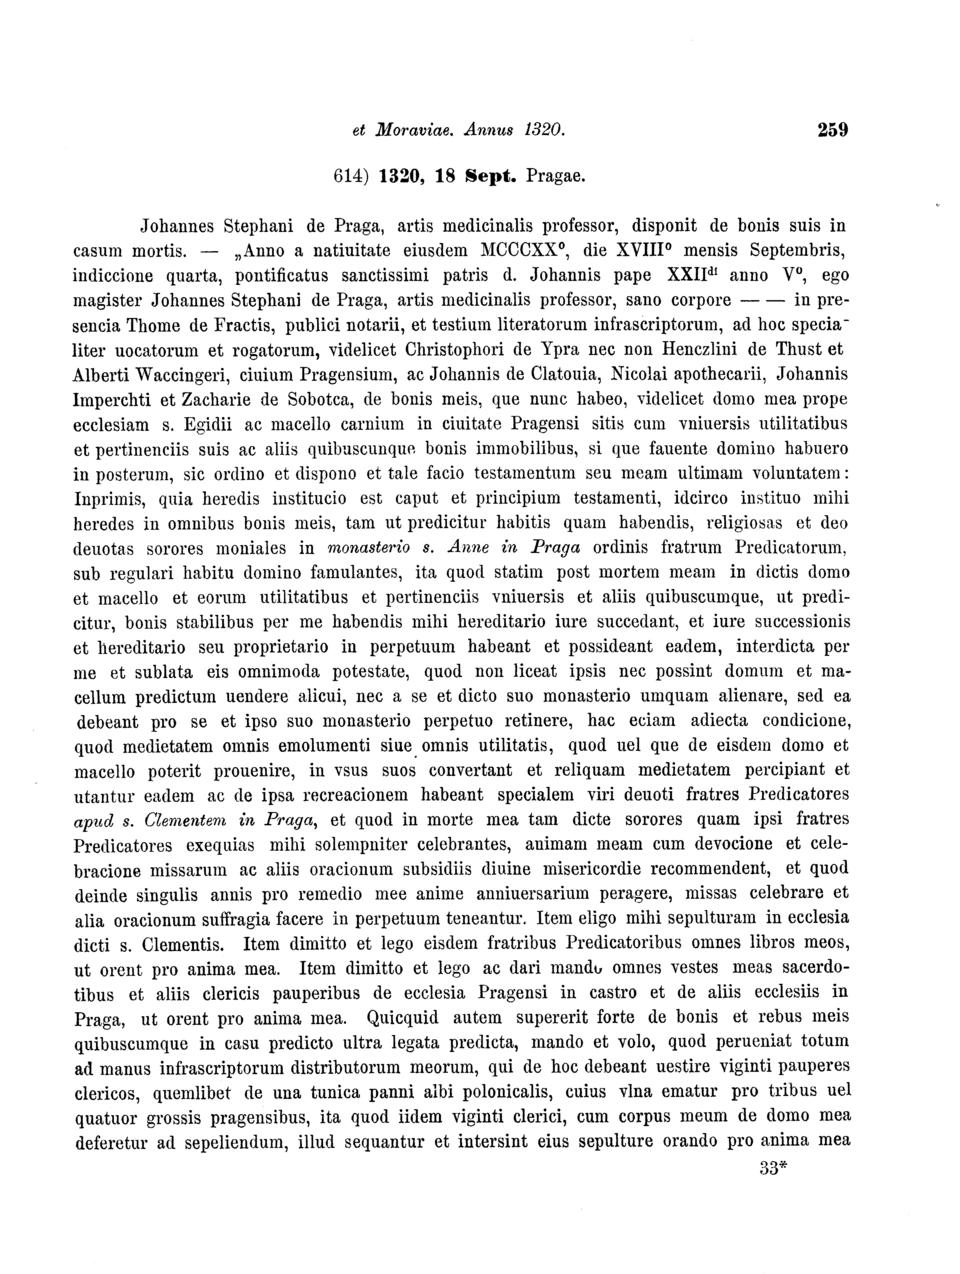 et Moraviae. Annus 1320. 259
614) 1320, 18 Sept. Pragae.
Johannes Stephani de Praga, artis medicinalis professor, disponit de bonis suis in
casum mortis. — „Anno a natiuitate eiusdem MCCCXX⁰, die XVIII⁰ mensis Septembris,
indiccione quarta, pontificatus sanctissimi patris d. Johannis pape XXIIᵈⁱ anno V⁰, ego
magister Johannes Stephani de Praga, artis medicinalis professor, sano corpore — — in pre-
sencia Thome de Fractis, publici notarii, et testium literatorum infrascriptorum, ad hoc specia-
liter uocatorum et rogatorum, videlicet Christophori de Ypra nec non Henczlini de Thust et
Alberti Waccingeri, ciuium Pragensium, ac Johannis de Clatouia, Nicolai apothecarii, Johannis
Imperchti et Zacharie de Sobotca, de bonis meis, que nunc habeo, videlicet domo mea prope
ecclesiam s. Egidii ac macello carnium in ciuitate Pragensi sitis cum vniuersis utilitatibus
et pertinenciis suis ac aliis quibuscunque bonis immobilibus, si que fauente domino habuero
in posterum, sic ordino et dispono et tale facio testamentum seu meam ultimam voluntatem:
Inprimis, quia heredis institucio est caput et principium testamenti, idcirco instituo mihi
heredes in omnibus bonis meis, tam ut predicitur habitis quam habendis, religiosas et deo
deuotas sorores moniales in monasterio s. Anne in Praga ordinis fratrum Predicatorum,
sub regulari habitu domino famulantes, ita quod statim post mortem meam in dictis domo
et macello et eorum utilitatibus et pertinenciis vniuersis et aliis quibuscumque, ut predi-
citur, bonis stabilibus per me habendis mihi hereditario iure succedant, et iure successionis
et hereditario seu proprietario in perpetuum habeant et possideant eadem, interdicta per
me et sublata eis omnimoda potestate, quod non liceat ipsis nec possint domum et ma-
cellum predictum uendere alicui, nec a se et dicto suo monasterio umquam alienare, sed ea
debeant pro se et ipso suo monasterio perpetuo retinere, hac eciam adiecta condicione,
quod medietatem omnis emolumenti siue omnis utilitatis, quod uel que de eisdem domo et
macello poterit prouenire, in vsus suos convertant et reliquam medietatem percipiant et
utantur eadem ac de ipsa recreacionem habeant specialem viri deuoti fratres Predicatores
apud s. Clementem in Praga, et quod in morte mea tam dicte sorores quam ipsi fratres
Predicatores exequias mihi solempniter celebrantes, animam meam cum devocione et cele-
bracione missarum ac aliis oracionum subsidiis diuine misericordie recommendent, et quod
deinde singulis annis pro remedio mee anime anniuersarium peragere, missas celebrare et
alia oracionum suffragia facere in perpetuum teneantur. Item eligo mihi sepulturam in ecclesia
dicti s. Clementis. Item dimitto et lego eisdem fratribus Predicatoribus omnes libros meos,
ut orent pro anima mea. Item dimitto et lego ac dari mando omnes vestes meas sacerdo-
tibus et aliis clericis pauperibus de ecclesia Pragensi in castro et de aliis ecclesiis in
Praga, ut orent pro anima mea. Quicquid autem supererit forte de bonis et rebus meis
quibuscumque in casu predicto ultra legata predicta, mando et volo, quod perueniat totum
ad manus infrascriptorum distributorum meorum, qui de hoc debeant uestire viginti pauperes
clericos, quemlibet de una tunica panni albi polonicalis, cuius vlna ematur pro tribus uel
quatuor grossis pragensibus, ita quod iidem viginti clerici, cum corpus meum de domo mea
deferetur ad sepeliendum, illud sequantur et intersint eius sepulture orando pro anima mea
33*